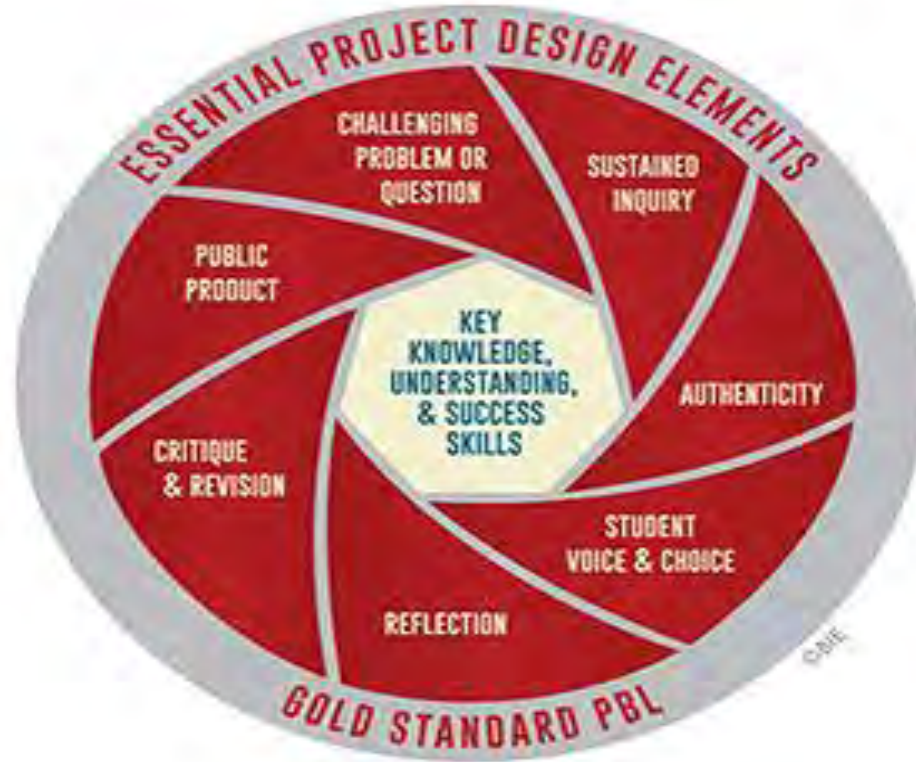 ESSENTIAL PROJECT DESIGN ELEMENTS
CHALLENGING
PROBLEM OR
QUESTION
SUSTAINED
INQUIRY
AUTHENTICITY
STUDENT
VOICE & CHOICE
REFLECTION
CRITIQUE
& REVISION
PUBLIC
PRODUCT
KEY
KNOWLEDGE,
UNDERSTANDING,
& SUCCESS
SKILLS
GOLD STANDARD PBL
©BIE